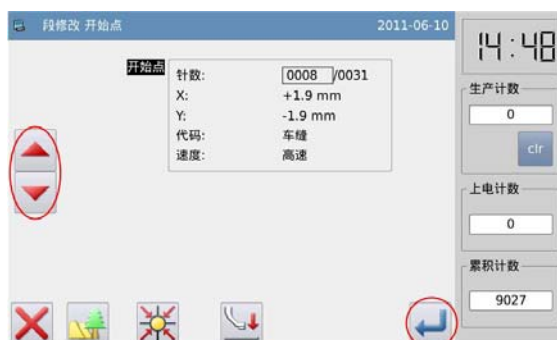 段修改 开始点 2011-06-10
14:48
开始点
针数: 0008 /0031
X: +1.9 mm
Y: -1.9 mm
代码: 车缝
速度: 高速
生产计数
0
clr
上电计数
0
累积计数
9027